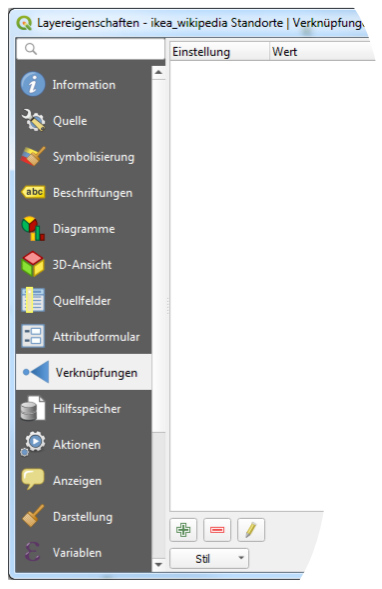 Layereigenschaften - ikea_wikipedia Standorte | Verknüpfung
Einstellung Wert
Information
Quelle
Symbolisierung
abc Beschriftungen
Diagramme
3D-Ansicht
Quellfelder
Attributformular
Verknüpfungen
Hilfsspeicher
Aktionen
Anzeigen
Darstellung
Variablen
Stil